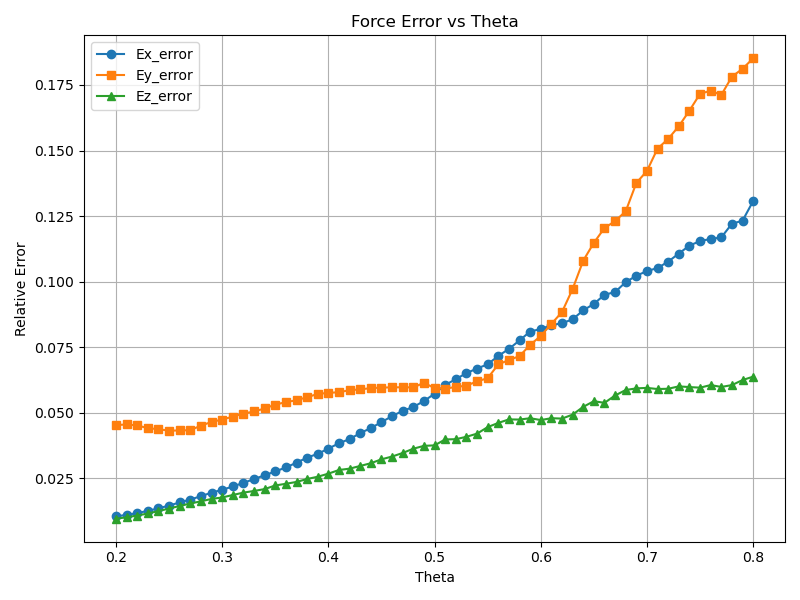 Force Error vs Theta
Ex_error
Ey_error
Ez_error
Relative Error
0.175
0.150
0.125
0.100
0.075
0.050
0.025
0.2 0.3 0.4 0.5 0.6 0.7 0.8
Theta